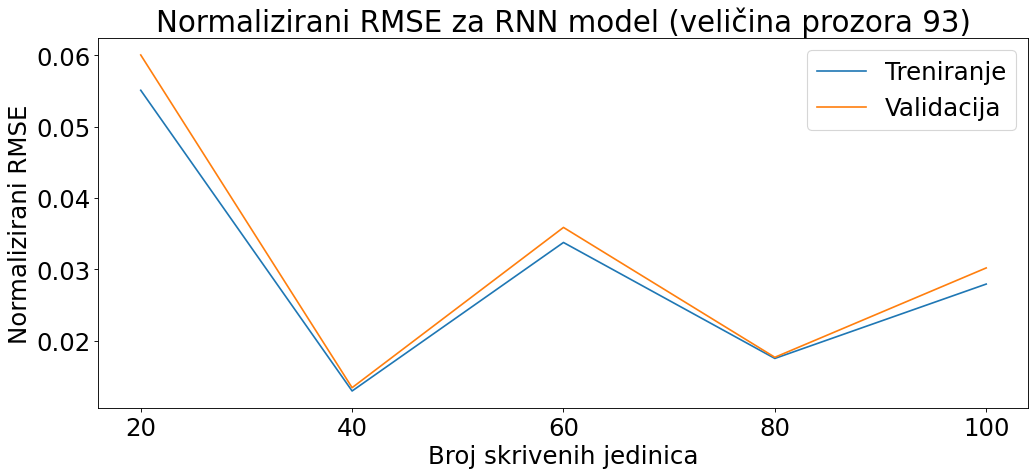 Normalizirani RMSE za RNN model (veličina prozora 93)
Treniranje
Validacija
Normalizirani RMSE
0.06
0.05
0.04
0.03
0.02
20 40 60 80 100
Broj skrivenih jedinica